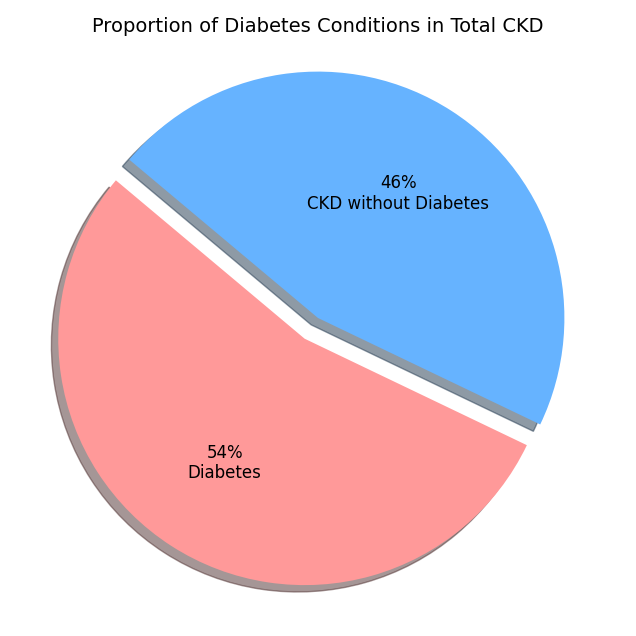 Proportion of Diabetes Conditions in Total CKD
46%
CKD without Diabetes
54%
Diabetes